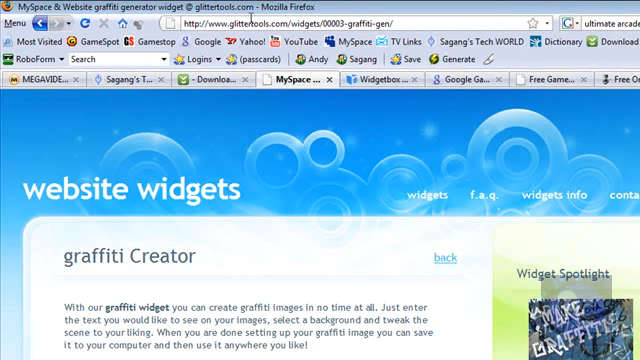 MySpace & Website graffiti generator widget @ glittertools.com - Mozilla Firefox
Menu http://www.glittertools.com/widgets/00003-graffiti-gen/ ultimate arcade
Most Visited GameSpot Gmail Yahoo! YouTube MySpace TV Links Sagang's Tech WORLD Dictionary Download
RoboForm Search Logins (passcards) Andy Sagang Save Generate
MEGAVIDE... Sagang's T... - Downloa... MySpace ... Widgetbox ... Google Ga... Free Game... Free On
website widgets
widgets f.a.q. widgets info conta
graffiti Creator back
Widget Spotlight
With our graffiti widget you can create graffiti images in no time at all. Just enter
the text you would like to see on your images, select a background and tweak the
scene to your liking. When you are done setting up your graffiti image you can save
it to your computer and then use it anywhere you like!
MAKE
GRAFFITI